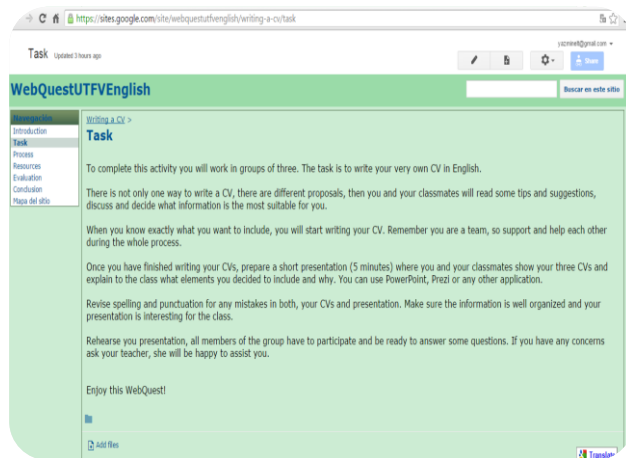 https://sites.google.com/site/webquestutfvenglish/writing-a-cv/task
Task Updated 3 hours ago
Share
WebQuestUTFVEnglish
Buscar en este sitio
Navegación
Introduction
Task
Process
Resources
Evaluation
Conclusion
Mapa del sitio
Writing a CV >
Task
To complete this activity you will work in groups of three. The task is to write your very own CV in English.
There is not only one way to write a CV, there are different proposals, then you and your classmates will read some tips and suggestions,
discuss and decide what information is the most suitable for you.
When you know exactly what you want to include, you will start writing your CV. Remember you are a team, so support and help each other
during the whole process.
Once you have finished writing your CVs, prepare a short presentation (5 minutes) where you and your classmates show your three CVs and
explain to the class what elements you decided to include and why. You can use PowerPoint, Prezi or any other application.
Revise spelling and punctuation for any mistakes in both, your CVs and presentation. Make sure the information is well organized and your
presentation is interesting for the class.
Rehearse you presentation, all members of the group have to participate and be ready to answer some questions. If you have any concerns
ask your teacher, she will be happy to assist you.
Enjoy this WebQuest!
Add files
Translate